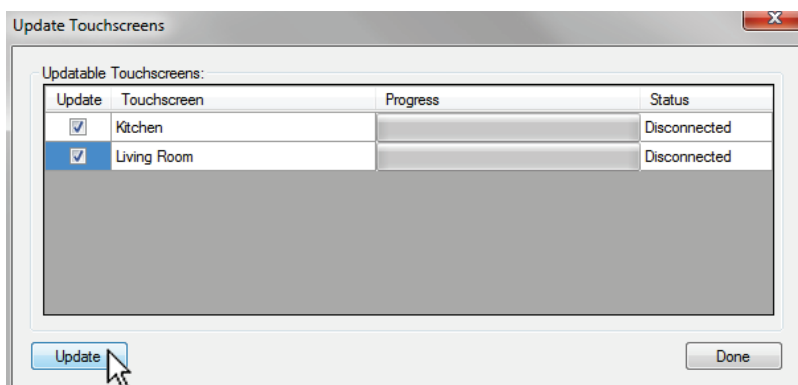 Update Touchscreens
X
Updatable Touchscreens:
Update Touchscreen Progress Status
Kitchen Disconnected
Living Room Disconnected
Update Done